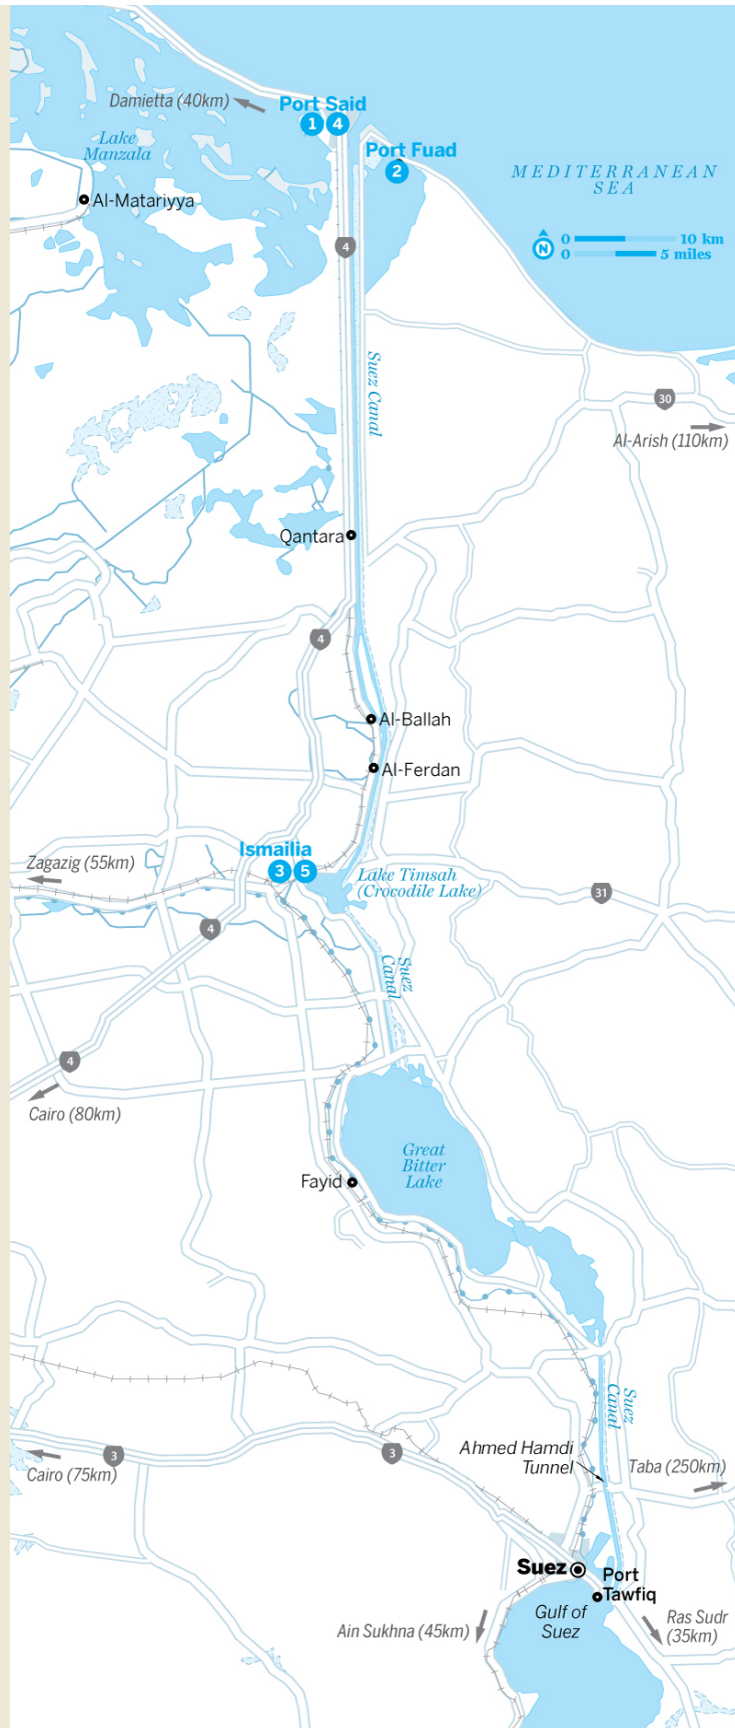 Damietta (40km)
Port Said
1 4
Lake
Manzala
Port Fuad
2
MEDITERRANEAN
SEA
Al-Matariyya
N
0 10 km
0 5 miles
4
Suez Canal
30
Al-Arish (110km)
Qantara
4
Al-Ballah
Al-Ferdan
Ismailia
3 5
Zagazig (55km)
Lake Timsah
(Crocodile Lake)
31
4
Suez
Canal
4
Cairo (80km)
Great
Bitter
Lake
Fayid
Suez
Canal
3
3
Ahmed Hamdi
Tunnel
Cairo (75km)
Taba (250km)
Suez
Port
Tawfiq
Gulf of
Suez
Ain Sukhna (45km)
Ras Sudr
(35km)